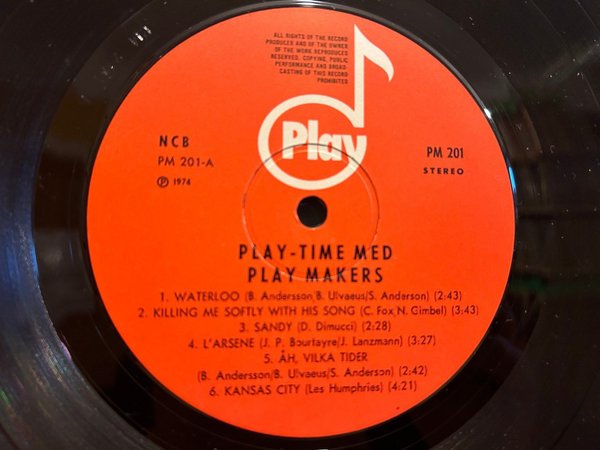 ALL RIGHTS OF THE RECORD
PRODUCER AND OF THE OWNER
OF THE WORK REPRODUCED
RESERVED. COPYING, PUBLIC
PERFORMANCE AND BROAD-
CASTING OF THIS RECORD
PROHIBITED
Play
NCB
PM 201-A
Ⓟ 1974
PM 201
STEREO
PLAY-TIME MED
PLAY MAKERS
1. WATERLOO (B. Andersson/B. Ulvaeus/S. Anderson) (2:43)
2. KILLING ME SOFTLY WITH HIS SONG (C. Fox, N. Gimbel) (3:43)
3. SANDY (D. Dimucci) (2:28)
4. L'ARSENE (J. P. Bourtayre/J. Lanzmann) (3:27)
5. ÅH, VILKA TIDER
(B. Andersson/B. Ulvaeus/S. Anderson) (2:42)
6. KANSAS CITY (Les Humphries) (4:21)